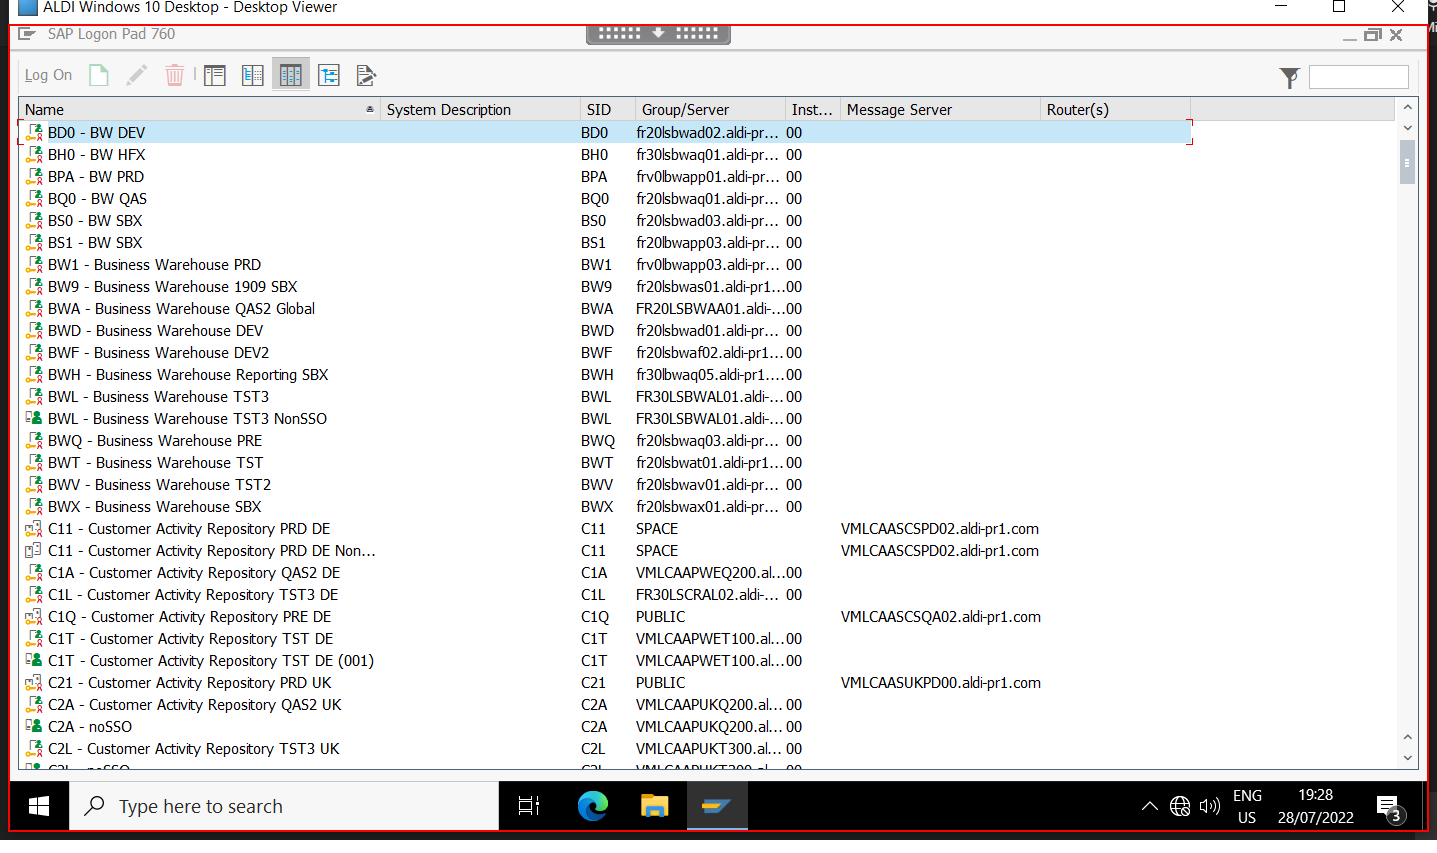 ALDI Windows 10 Desktop - Desktop Viewer
SAP Logon Pad 760
Log On
Name System Description SID Group/Server Inst... Message Server Router(s)
BD0 - BW DEV BD0 fr20lsbwad02.aldi-pr... 00
BH0 - BW HFX BH0 fr30lsbwaq01.aldi-pr... 00
BPA - BW PRD BPA frv0lbwapp01.aldi-pr... 00
BQ0 - BW QAS BQ0 fr20lsbwaq01.aldi-pr... 00
BS0 - BW SBX BS0 fr20lsbwad03.aldi-pr... 00
BS1 - BW SBX BS1 fr20lbwapp03.aldi-pr... 00
BW1 - Business Warehouse PRD BW1 frv0lbwapp03.aldi-pr... 00
BW9 - Business Warehouse 1909 SBX BW9 fr20lsbwas01.aldi-pr1... 00
BWA - Business Warehouse QAS2 Global BWA FR20LSBWAA01.aldi-... 00
BWD - Business Warehouse DEV BWD fr20lsbwad01.aldi-pr... 00
BWF - Business Warehouse DEV2 BWF fr20lsbwaf02.aldi-pr1... 00
BWH - Business Warehouse Reporting SBX BWH fr30lbwaq05.aldi-pr1.... 00
BWL - Business Warehouse TST3 BWL FR30LSBWAL01.aldi-... 00
BWL - Business Warehouse TST3 NonSSO BWL FR30LSBWAL01.aldi-... 00
BWQ - Business Warehouse PRE BWQ fr20lsbwaq03.aldi-pr... 00
BWT - Business Warehouse TST BWT fr20lsbwat01.aldi-pr1... 00
BWV - Business Warehouse TST2 BWV fr20lsbwav01.aldi-pr... 00
BWX - Business Warehouse SBX BWX fr20lsbwax01.aldi-pr... 00
C11 - Customer Activity Repository PRD DE C11 SPACE VMLCAASCSPD02.aldi-pr1.com
C11 - Customer Activity Repository PRD DE Non... C11 SPACE VMLCAASCSPD02.aldi-pr1.com
C1A - Customer Activity Repository QAS2 DE C1A VMLCAAPWEQ200.al... 00
C1L - Customer Activity Repository TST3 DE C1L FR30LSCRAL02.aldi-... 00
C1Q - Customer Activity Repository PRE DE C1Q PUBLIC VMLCAASCSQA02.aldi-pr1.com
C1T - Customer Activity Repository TST DE C1T VMLCAAPWET100.al... 00
C1T - Customer Activity Repository TST DE (001) C1T VMLCAAPWET100.al... 00
C21 - Customer Activity Repository PRD UK C21 PUBLIC VMLCAASUKPD00.aldi-pr1.com
C2A - Customer Activity Repository QAS2 UK C2A VMLCAAPUKQ200.al... 00
C2A - noSSO C2A VMLCAAPUKQ200.al... 00
C2L - Customer Activity Repository TST3 UK C2L VMLCAAPUKT300.al... 00
C2L - noSSO C2L VMLCAAPUKT300.al... 00
Type here to search
ENG 19:28
US 28/07/2022 3